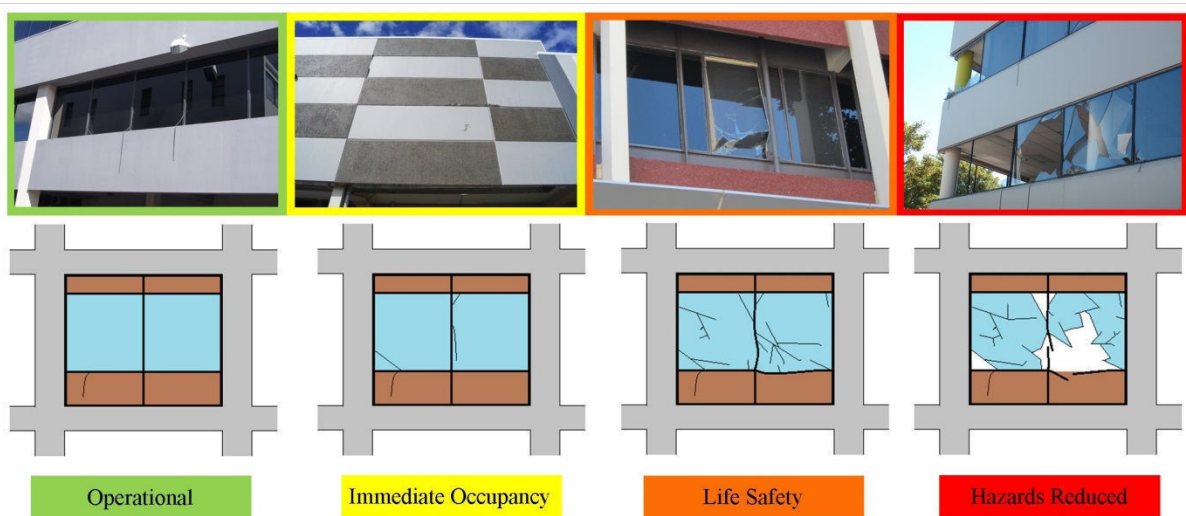 Operational
Immediate Occupancy
Life Safety
Hazards Reduced